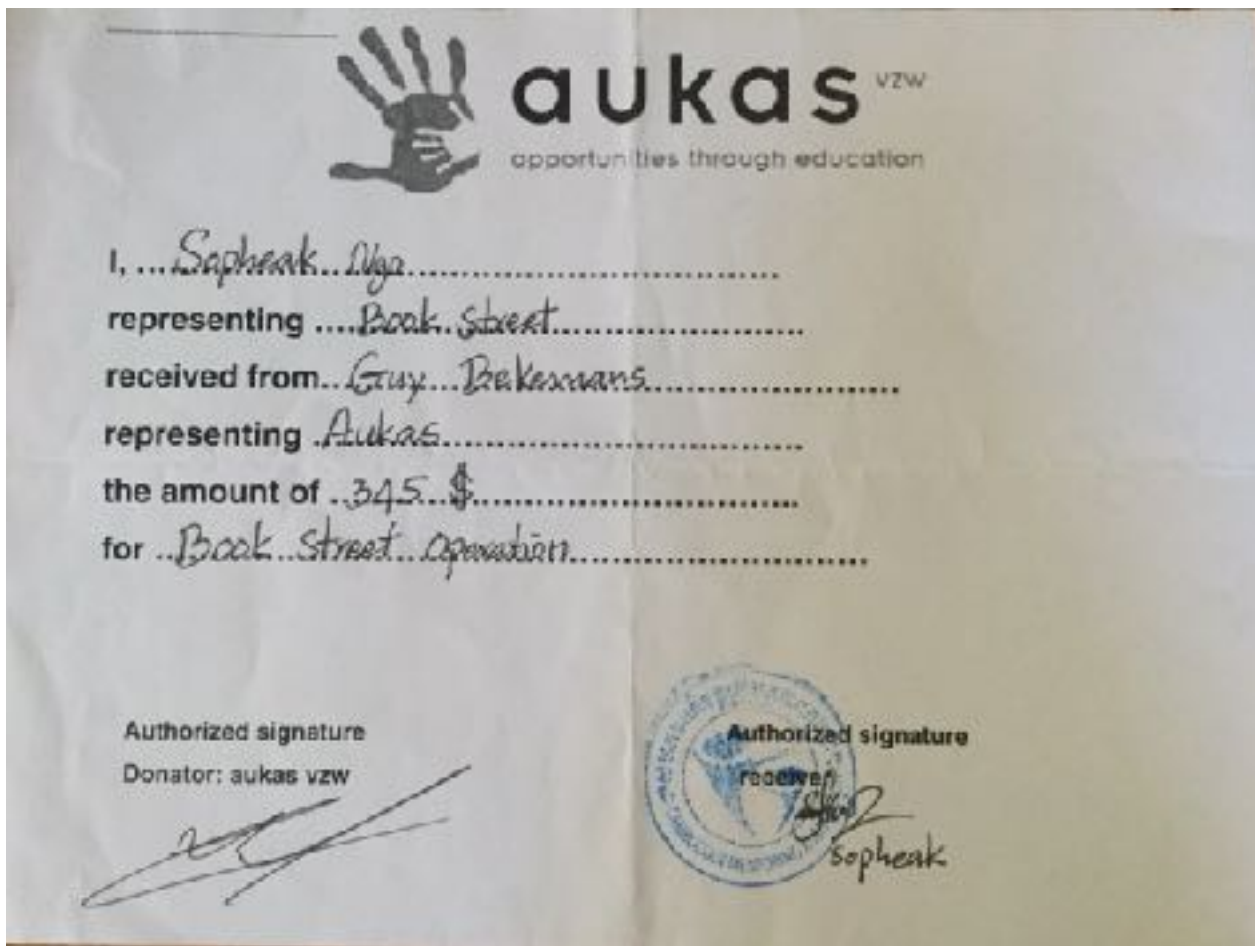 aukas vzw
opportunities through education
I, ...Sopheak Ngo
representing ....Book Street
received from...Guy
representing .Aukas
the amount of ..345 $
for ..Book Street Operation
Authorized signature
Donator: aukas vzw
Authorized signature
receiver
Sopheak